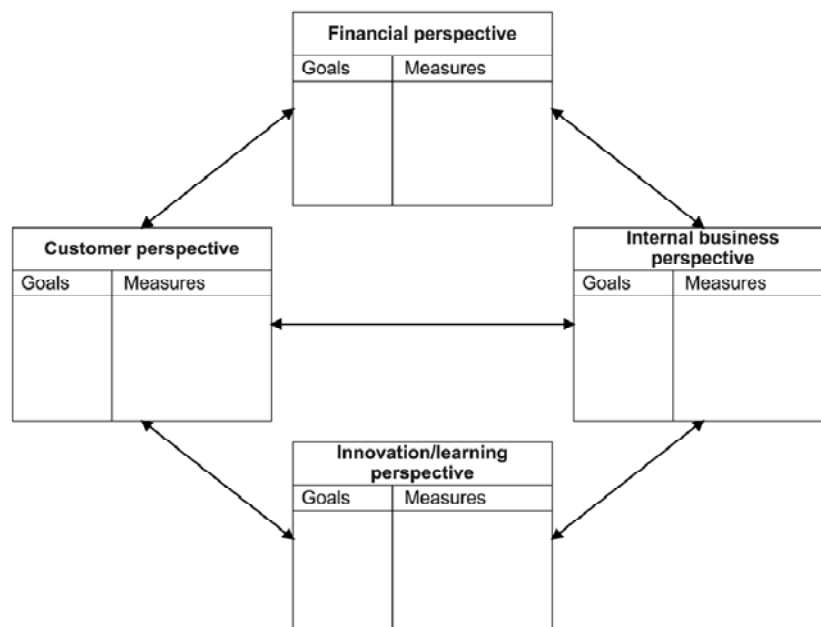 Financial perspective
Goals Measures
Customer perspective
Goals Measures
Internal business
perspective
Goals Measures
Innovation/learning
perspective
Goals Measures